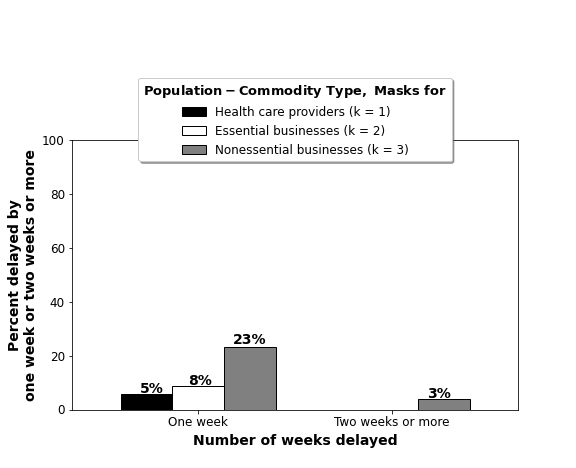 Population – Commodity Type, Masks for
Health care providers (k = 1)
Essential businesses (k = 2)
Nonessential businesses (k = 3)
Percent delayed by
one week or two weeks or more
100
80
60
40
20
0
5%
8%
23%
3%
One week
Two weeks or more
Number of weeks delayed